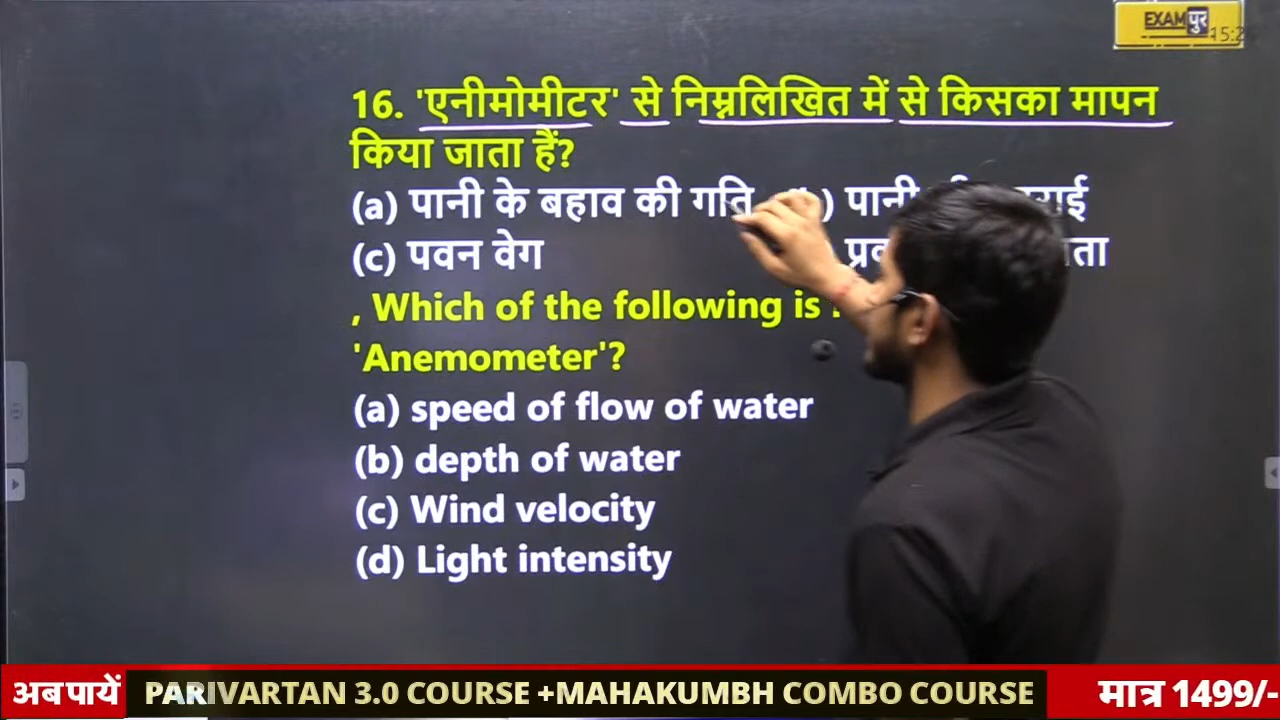 EXAMपुर
16. 'एनीमोमीटर' से निम्नलिखित में से किसका मापन
किया जाता हैं?
(a) पानी के बहाव की गति पानी
(c) पवन वेग
, Which of the following is
'Anemometer'?
(a) speed of flow of water
(b) depth of water
(c) Wind velocity
(d) Light intensity
अब पायें PARIVARTAN 3.0 COURSE +MAHAKUMBH COMBO COURSE मात्र 1499/-